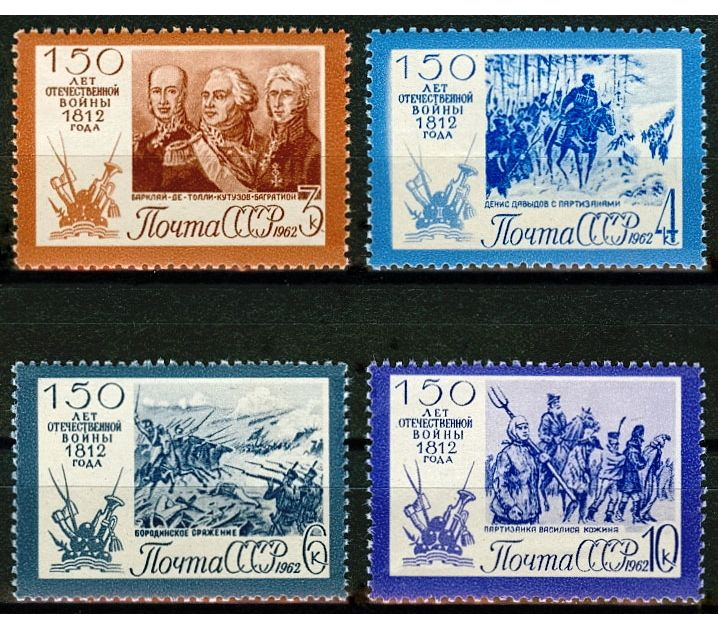 150
ЛЕТ
ОТЕЧЕСТВЕННОЙ
ВОЙНЫ
1812
ГОДА
БАРКЛАЙ-ДЕ-ТОЛЛИ-КУТУЗОВ-БАГРАТИОН
Почта СССР 1962 3 к
150
ЛЕТ
ОТЕЧЕСТВЕННОЙ
ВОЙНЫ
1812
ГОДА
ДЕНИС ДАВЫДОВ С ПАРТИЗАНАМИ
Почта СССР 1962 4 к
150
ЛЕТ
ОТЕЧЕСТВЕННОЙ
ВОЙНЫ
1812
ГОДА
БОРОДИНСКОЕ СРАЖЕНИЕ
Почта СССР 1962 6 к
150
ЛЕТ
ОТЕЧЕСТВЕННОЙ
ВОЙНЫ
1812
ГОДА
ПАРТИЗАНКА ВАСИЛИСА КОЖИНА
Почта СССР 1962 10 к